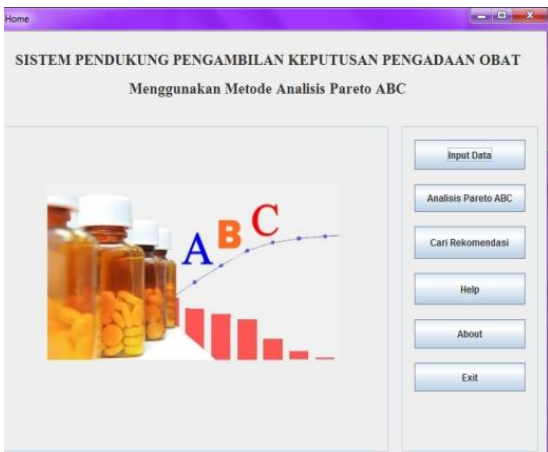 Home
SISTEM PENDUKUNG PENGAMBILAN KEPUTUSAN PENGADAAN OBAT
Menggunakan Metode Analisis Pareto ABC
A B C
Input Data
Analisis Pareto ABC
Cari Rekomendasi
Help
About
Exit